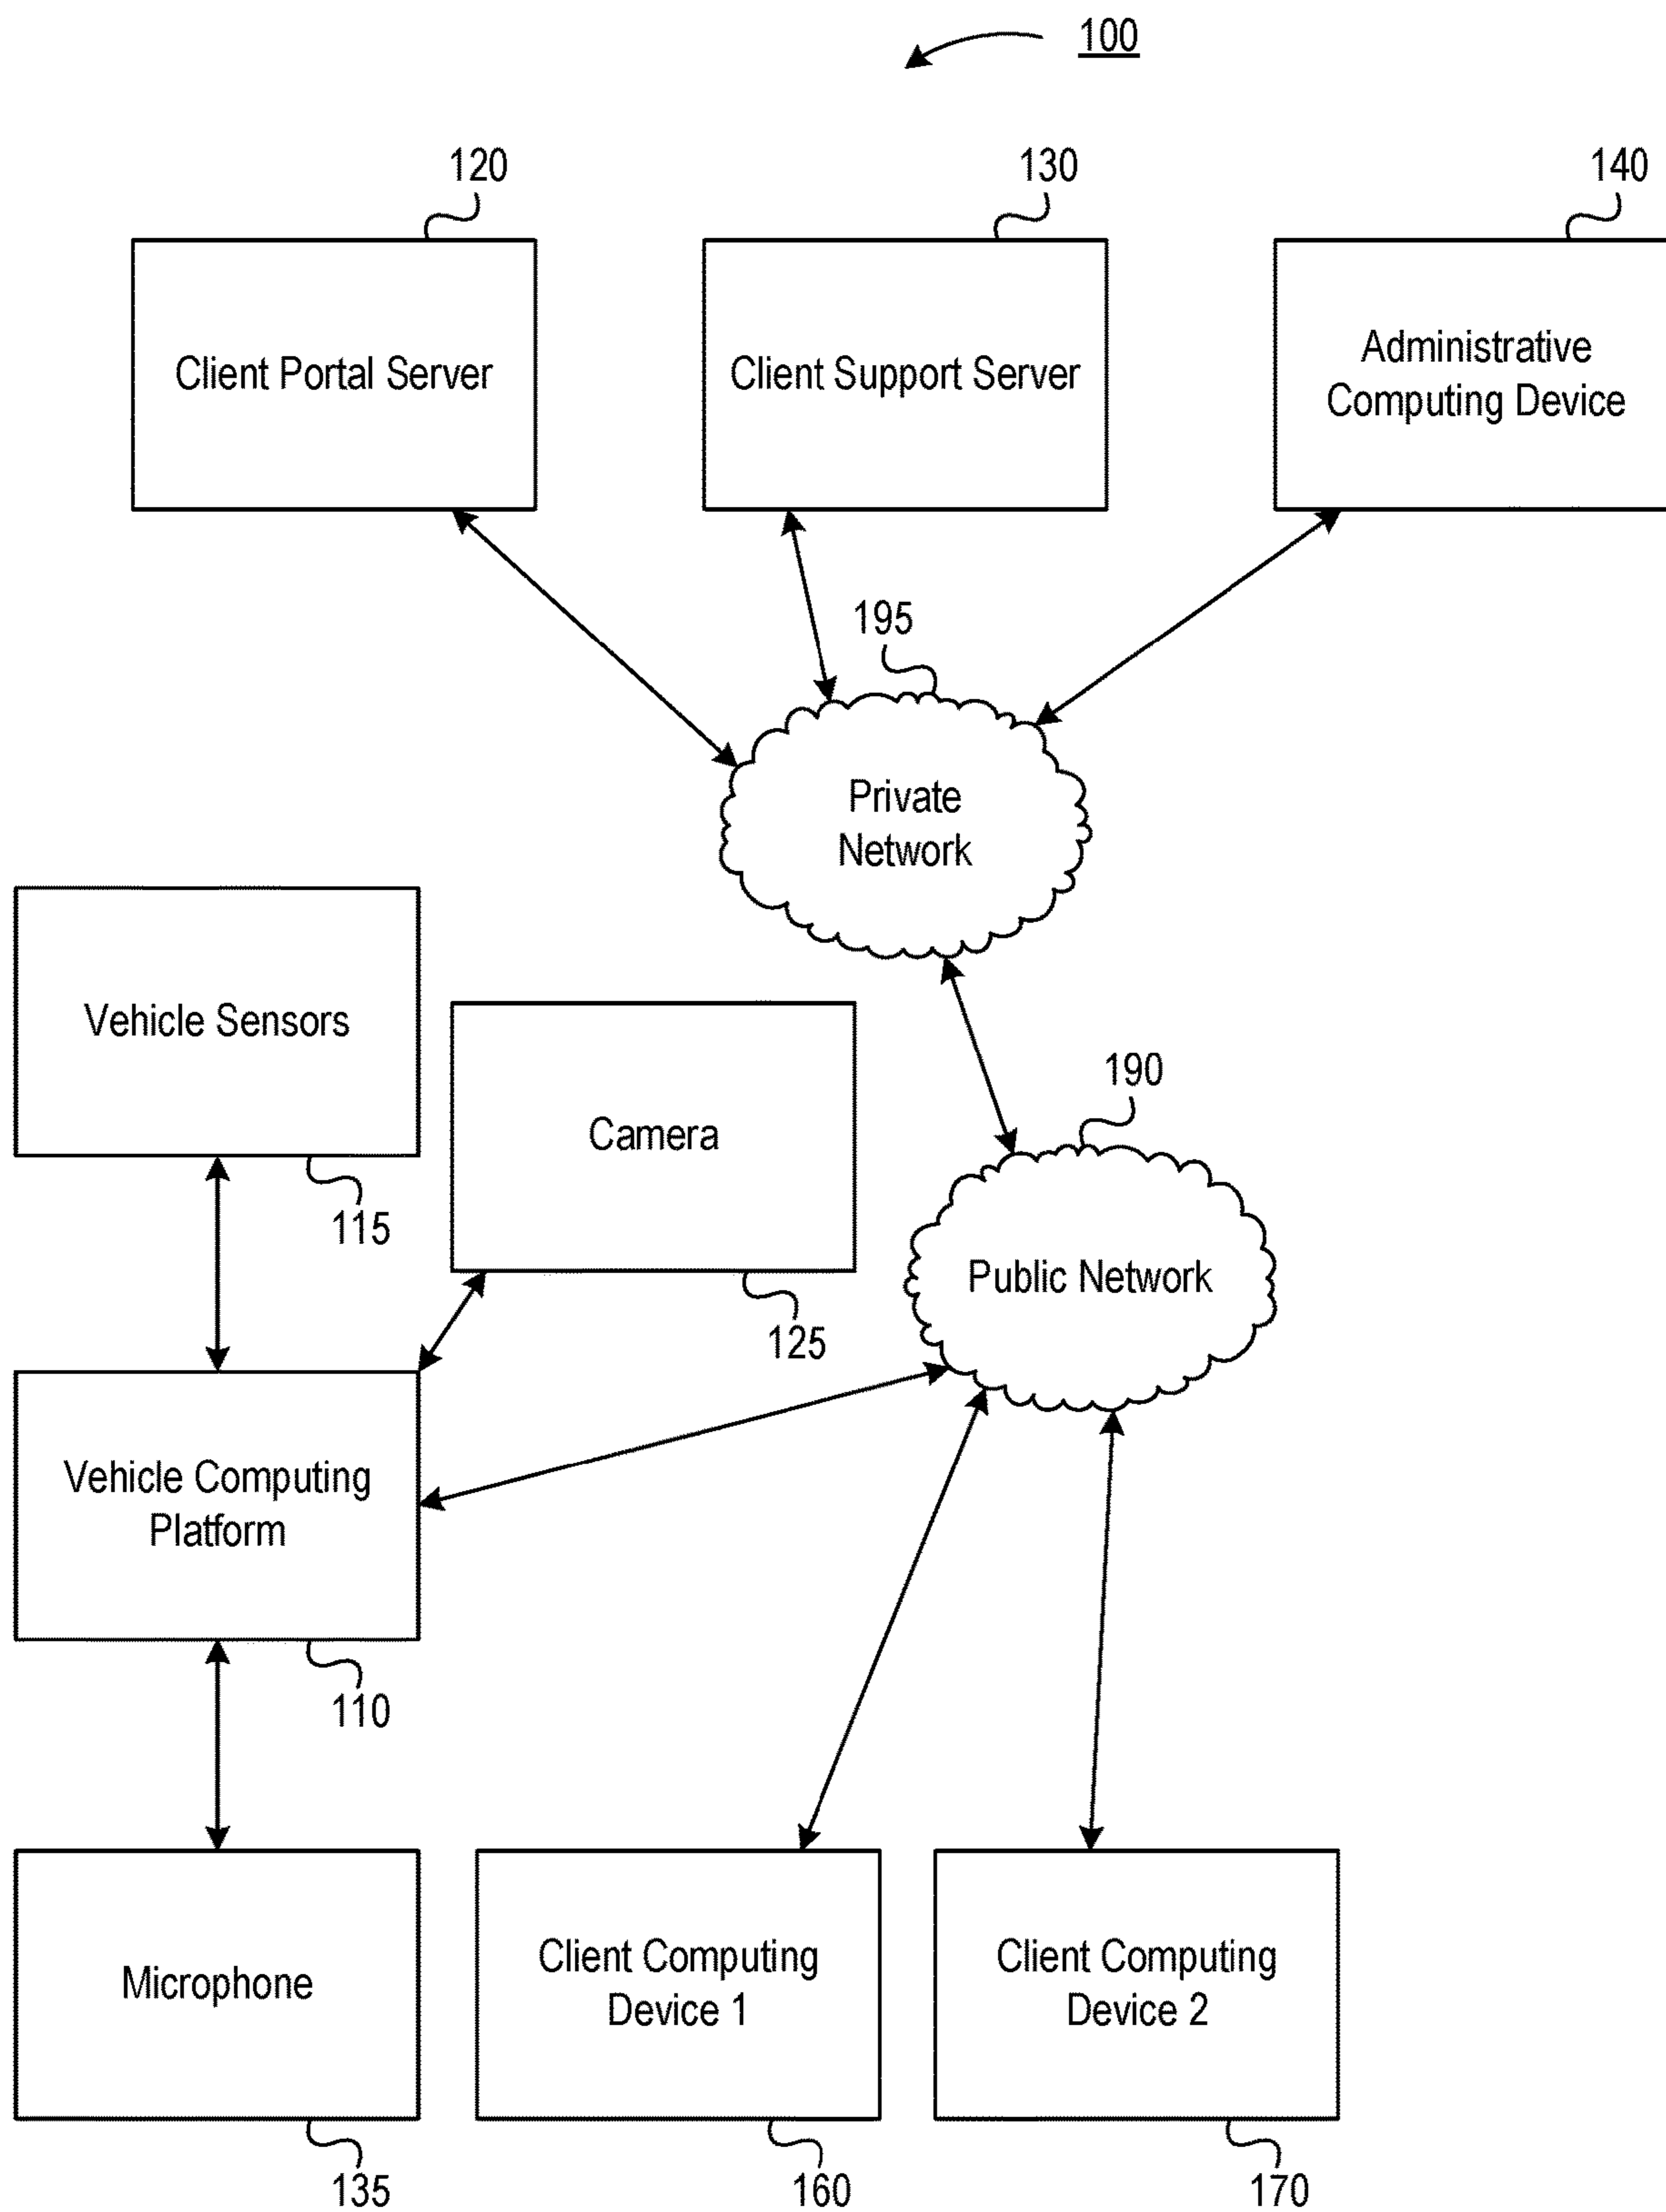 100
120
130
140
Client Portal Server
Client Support Server
Administrative
Computing Device
195
Private
Network
Vehicle Sensors
115
Camera
125
190
Public Network
Vehicle Computing
Platform
110
Microphone
135
Client Computing
Device 1
160
Client Computing
Device 2
170